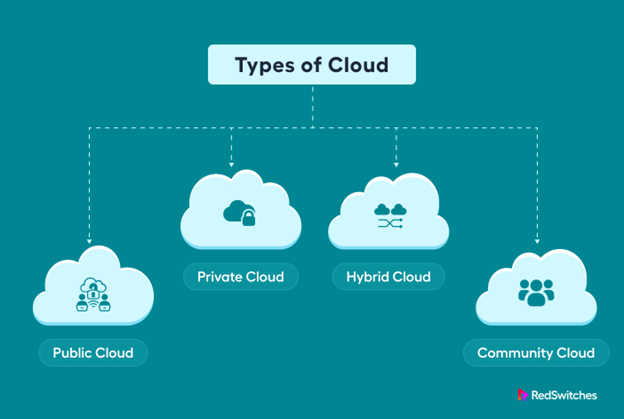 Types of Cloud
Private Cloud
Hybrid Cloud
Public Cloud
Community Cloud
RedSwitches